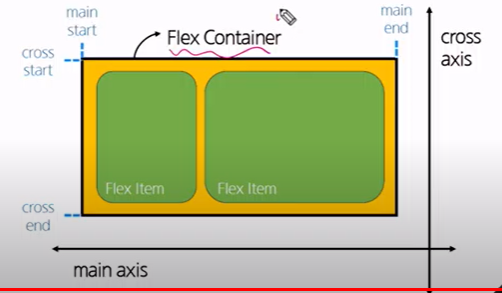 main
start
main
end
Flex Container
cross
axis
cross
start
Flex Item
Flex Item
cross
end
main axis